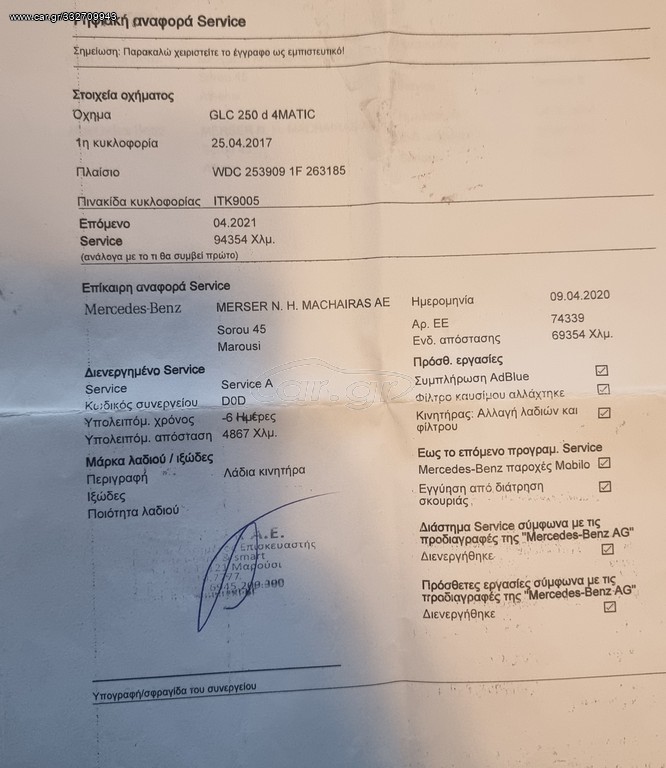 www.car.gr/332709943
Ψηφιακή αναφορά Service
Σημείωση: Παρακαλώ χειριστείτε το έγγραφο ως εμπιστευτικό!
Στοιχεία οχήματος
Όχημα GLC 250 d 4MATIC
1η κυκλοφορία 25.04.2017
Πλαίσιο WDC 253909 1F 263185
Πινακίδα κυκλοφορίας ITK9005
Επόμενο 04.2021
Service 94354 Χλμ.
(ανάλογα με το τι θα συμβεί πρώτο)
Επίκαιρη αναφορά Service
Mercedes-Benz MERSER N. H. MACHAIRAS AE
Sorou 45
Marousi
Ημερομηνία 09.04.2020
Αρ. ΕΕ 74339
Ενδ. απόστασης 69354 Χλμ.
Διενεργημένο Service
Service Service A
Κωδικός συνεργείου D0D
Υπολειπόμ. χρόνος -6 Ημέρες
Υπολειπόμ. απόσταση 4867 Χλμ.
Μάρκα λαδιού / ιξώδες
Περιγραφή Λάδια κινητήρα
Ιξώδες
Ποιότητα λαδιού
Πρόσθ. εργασίες
Συμπλήρωση AdBlue
Φίλτρο καυσίμου αλλάχτηκε
Κινητήρας: Αλλαγή λαδιών και
φίλτρου
Εως το επόμενο προγραμ. Service
Mercedes-Benz παροχές Mobilo
Εγγύηση από διάτρηση
σκουριάς
Διάστημα Service σύμφωνα με τις
προδιαγραφές της "Mercedes-Benz AG"
Διενεργήθηκε
Πρόσθετες εργασίες σύμφωνα με τις
προδιαγραφές της "Mercedes-Benz AG"
Διενεργήθηκε
Α.Ε.
Επισκευαστής
smart
Μαρούσι
Υπογραφή/σφραγίδα του συνεργείου
car.gr